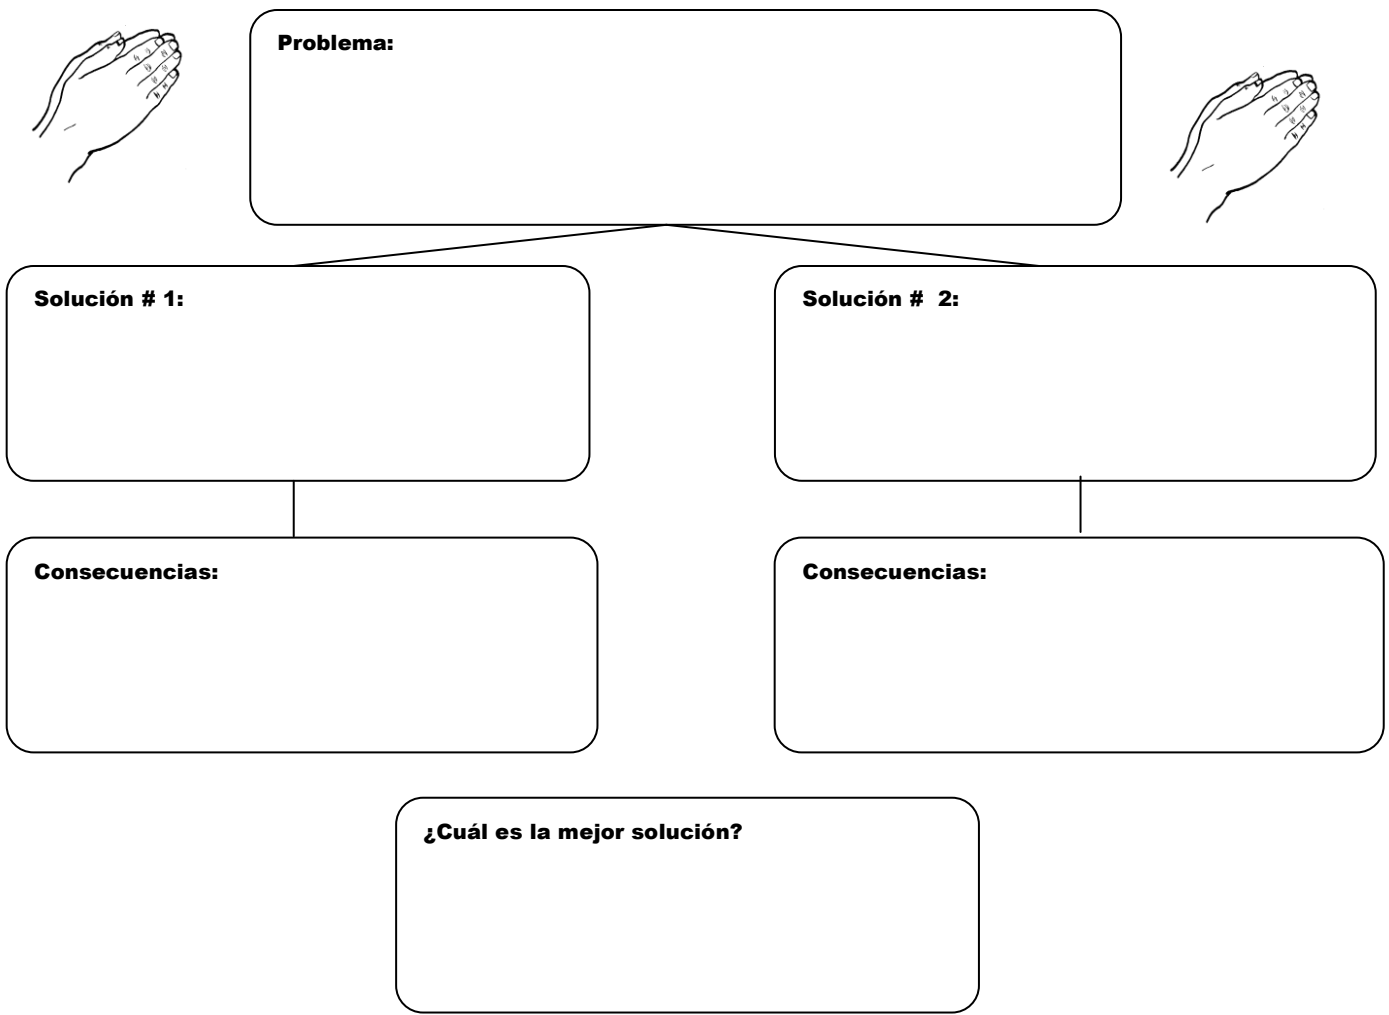 Problema:
Solución # 1:
Solución #  2:
Consecuencias:
Consecuencias:
¿Cuál es la mejor solución?